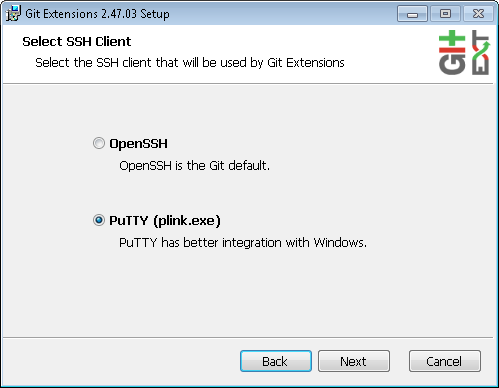 Git Extensions 2.47.03 Setup
Select SSH Client
Select the SSH client that will be used by Git Extensions
GIT
EXT
OpenSSH
OpenSSH is the Git default.
PuTTY (plink.exe)
PuTTY has better integration with Windows.
Back
Next
Cancel